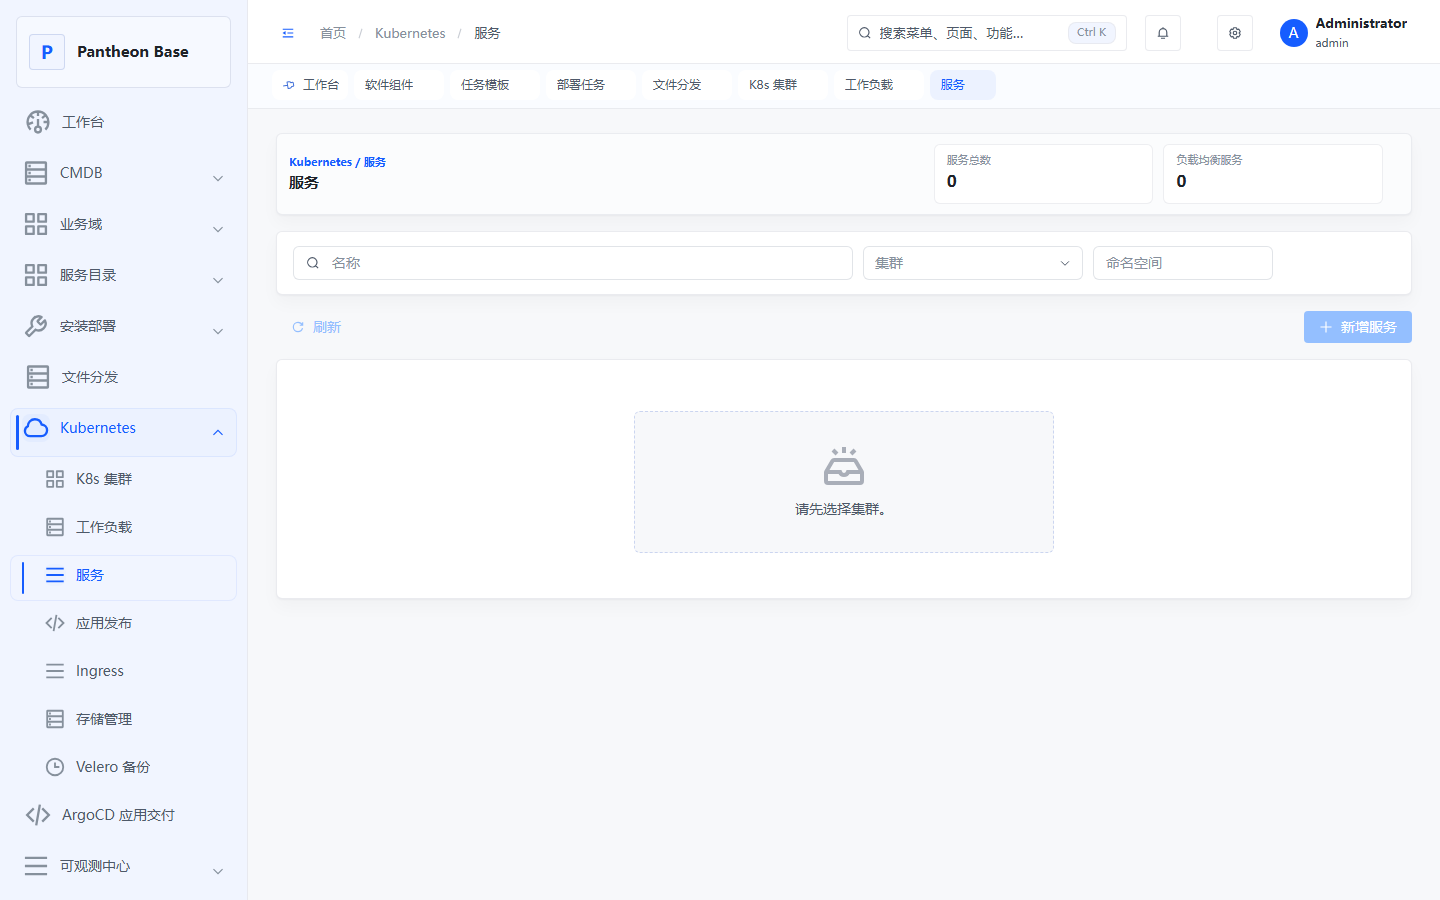 P
Pantheon Base
工作台
CMDB
业务域
服务目录
安装部署
文件分发
Kubernetes
K8s 集群
工作负载
服务
应用发布
Ingress
存储管理
Velero 备份
ArgoCD 应用交付
可观测中心
首页 / Kubernetes / 服务
搜索菜单、页面、功能... Ctrl K
A
Administrator
admin
工作台 软件组件 任务模板 部署任务 文件分发 K8s 集群 工作负载 服务
Kubernetes / 服务
服务
服务总数
0
负载均衡服务
0
名称 集群 命名空间
刷新 新增服务
请先选择集群。